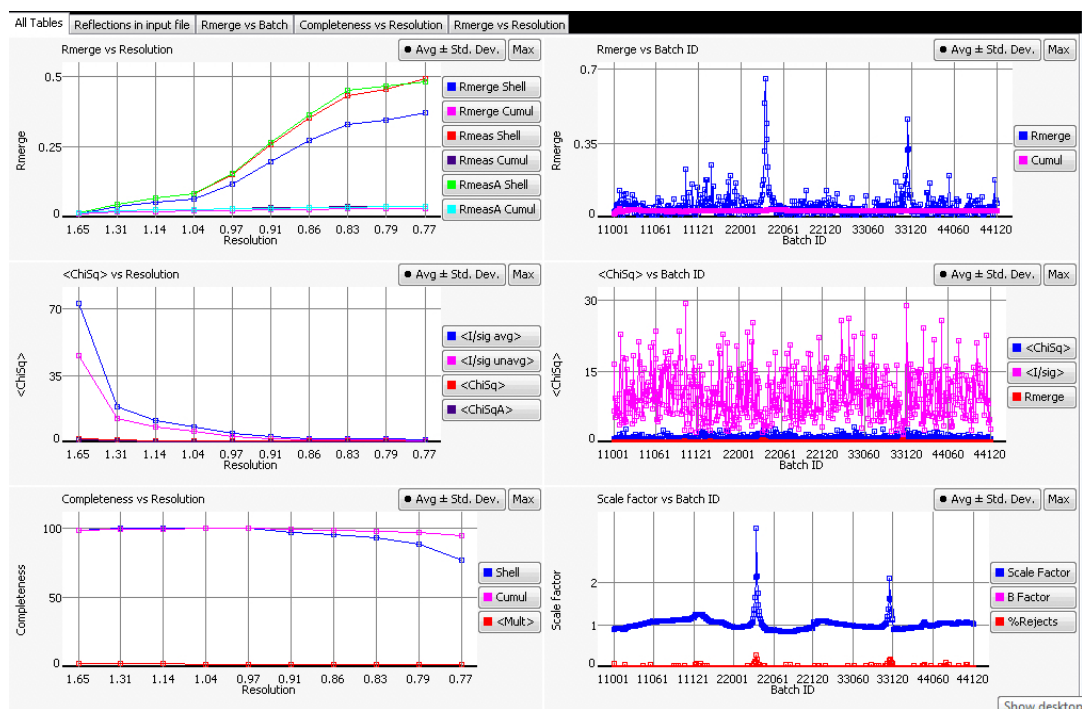 All Tables Reflections in input file Rmerge vs Batch Completeness vs Resolution Rmerge vs Resolution
Rmerge vs Resolution
Avg ± Std. Dev. Max
0.5
0.25
0
Rmerge
1.65 1.31 1.14 1.04 0.97 0.91 0.86 0.83 0.79 0.77
Resolution
Rmerge Shell
Rmerge Cumul
Rmeas Shell
Rmeas Cumul
RmeasA Shell
RmeasA Cumul
Rmerge vs Batch ID
Avg ± Std. Dev. Max
0.7
0.35
0
Rmerge
11001 11061 11121 22001 22061 22120 33060 33120 44060 44120
Batch ID
Rmerge
Cumul
<ChiSq> vs Resolution
Avg ± Std. Dev. Max
70
35
0
<ChiSq>
1.65 1.31 1.14 1.04 0.97 0.91 0.86 0.83 0.79 0.77
Resolution
<I/sig avg>
<I/sig unavg>
<ChiSq>
<ChiSqA>
<ChiSq> vs Batch ID
Avg ± Std. Dev. Max
30
15
0
<ChiSq>
11001 11061 11121 22001 22061 22120 33060 33120 44060 44120
Batch ID
<ChiSq>
<I/sig>
Rmerge
Completeness vs Resolution
Avg ± Std. Dev. Max
100
50
0
Completeness
1.65 1.31 1.14 1.04 0.97 0.91 0.86 0.83 0.79 0.77
Resolution
Shell
Cumul
<Mult>
Scale factor vs Batch ID
Avg ± Std. Dev. Max
2
1
0
Scale factor
11001 11061 11121 22001 22061 22120 33060 33120 44060 44120
Batch ID
Scale Factor
B Factor
%Rejects
Show desktop